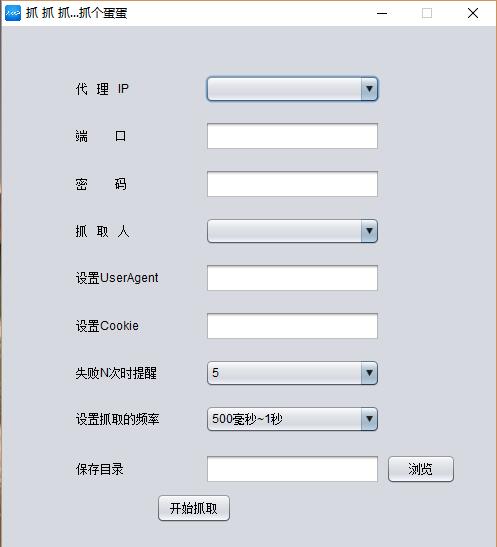 抓 抓 抓...抓个蛋蛋
代 理 IP
端 口
密 码
抓 取 人
设置UserAgent
设置Cookie
失败N次时提醒 5
设置抓取的频率 500毫秒~1秒
保存目录 浏览
开始抓取